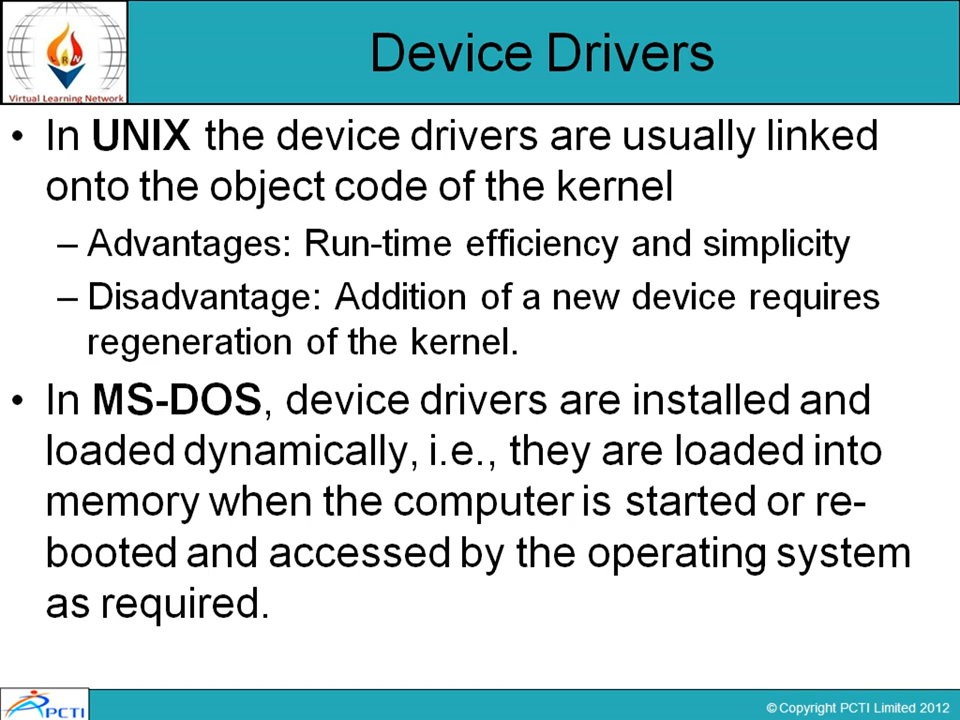 RN
Virtual Learning Network
Device Drivers
• In UNIX the device drivers are usually linked
onto the object code of the kernel
– Advantages: Run-time efficiency and simplicity
– Disadvantage: Addition of a new device requires
regeneration of the kernel.
• In MS-DOS, device drivers are installed and
loaded dynamically, i.e., they are loaded into
memory when the computer is started or re-
booted and accessed by the operating system
as required.
PCTI
© Copyright PCTI Limited 2012